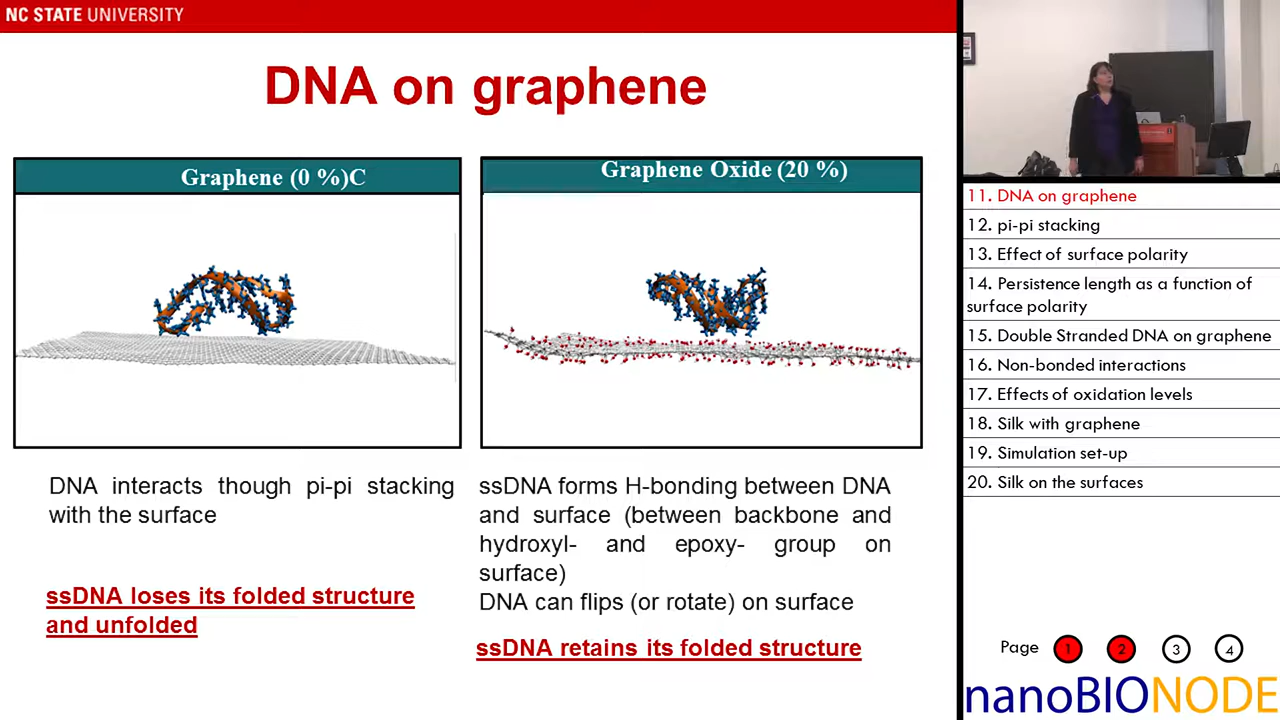 NC STATE UNIVERSITY
DNA on graphene
Graphene (0 %)C
Graphene Oxide (20 %)
DNA interacts though pi-pi stacking
with the surface
ssDNA loses its folded structure
and unfolded
ssDNA forms H-bonding between DNA
and surface (between backbone and
hydroxyl- and epoxy- group on
surface)
DNA can flips (or rotate) on surface
ssDNA retains its folded structure
11. DNA on graphene
12. pi-pi stacking
13. Effect of surface polarity
14. Persistence length as a function of
surface polarity
15. Double Stranded DNA on graphene
16. Non-bonded interactions
17. Effects of oxidation levels
18. Silk with graphene
19. Simulation set-up
20. Silk on the surfaces
Page 1 2 3 4
nanoBIONODE